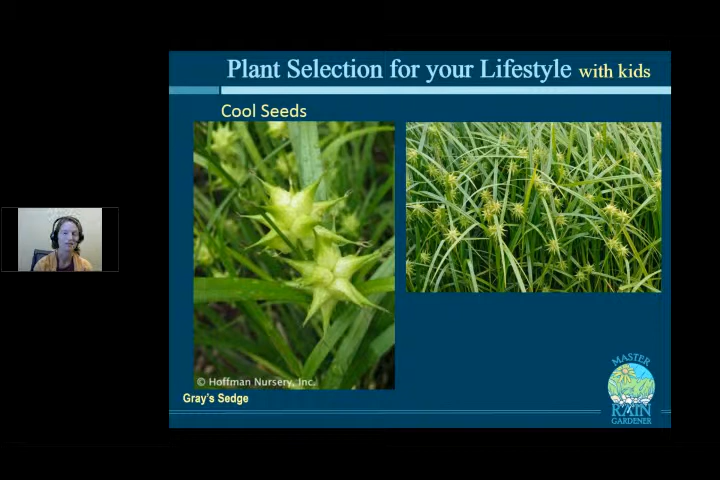 Plant Selection for your Lifestyle with kids
Cool Seeds
© Hoffman Nursery, Inc.
Gray's Sedge
MASTER
RAIN
GARDENER